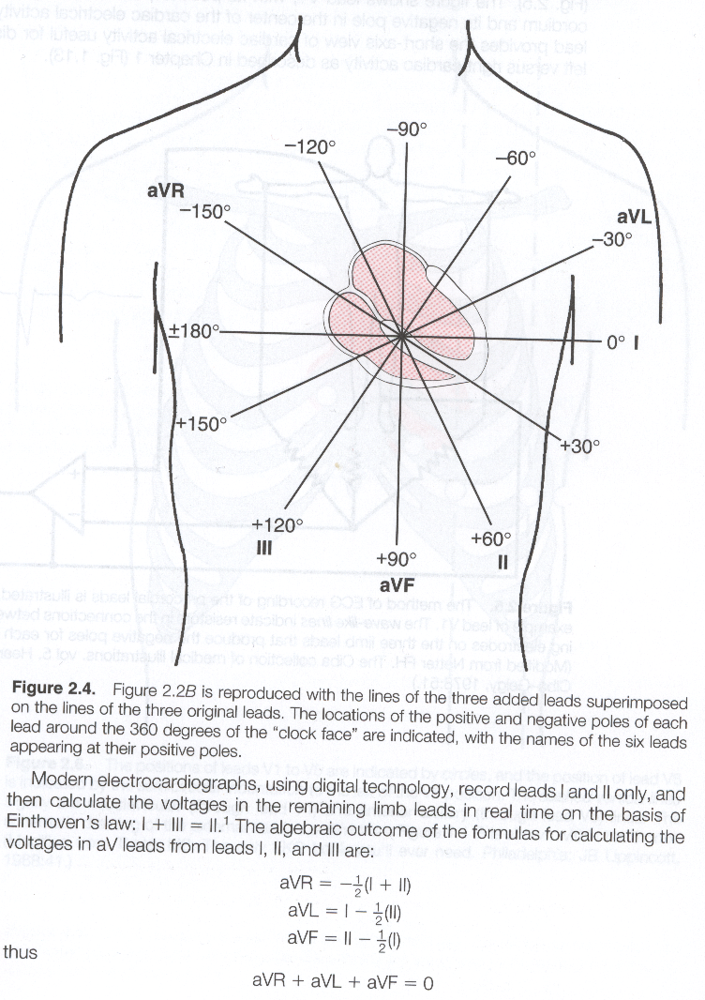 −90°
−120°
−60°
aVR
−150°
aVL
−30°
±180°
0° I
+150°
+30°
+120°
III
+60°
II
+90°
aVF
Figure 2.4. Figure 2.2B is reproduced with the lines of the three added leads superimposed
on the lines of the three original leads. The locations of the positive and negative poles of each
lead around the 360 degrees of the “clock face” are indicated, with the names of the six leads
appearing at their positive poles.
Modern electrocardiographs, using digital technology, record leads I and II only, and
then calculate the voltages in the remaining limb leads in real time on the basis of
Einthoven's law; I + III = II.¹ The algebraic outcome of the formulas for calculating the
voltages in aV leads from leads I, II, and III are:
aVR = −½(I + II)
aVL = I − ½(II)
aVF = II − ½(I)
thus
aVR + aVL + aVF = 0